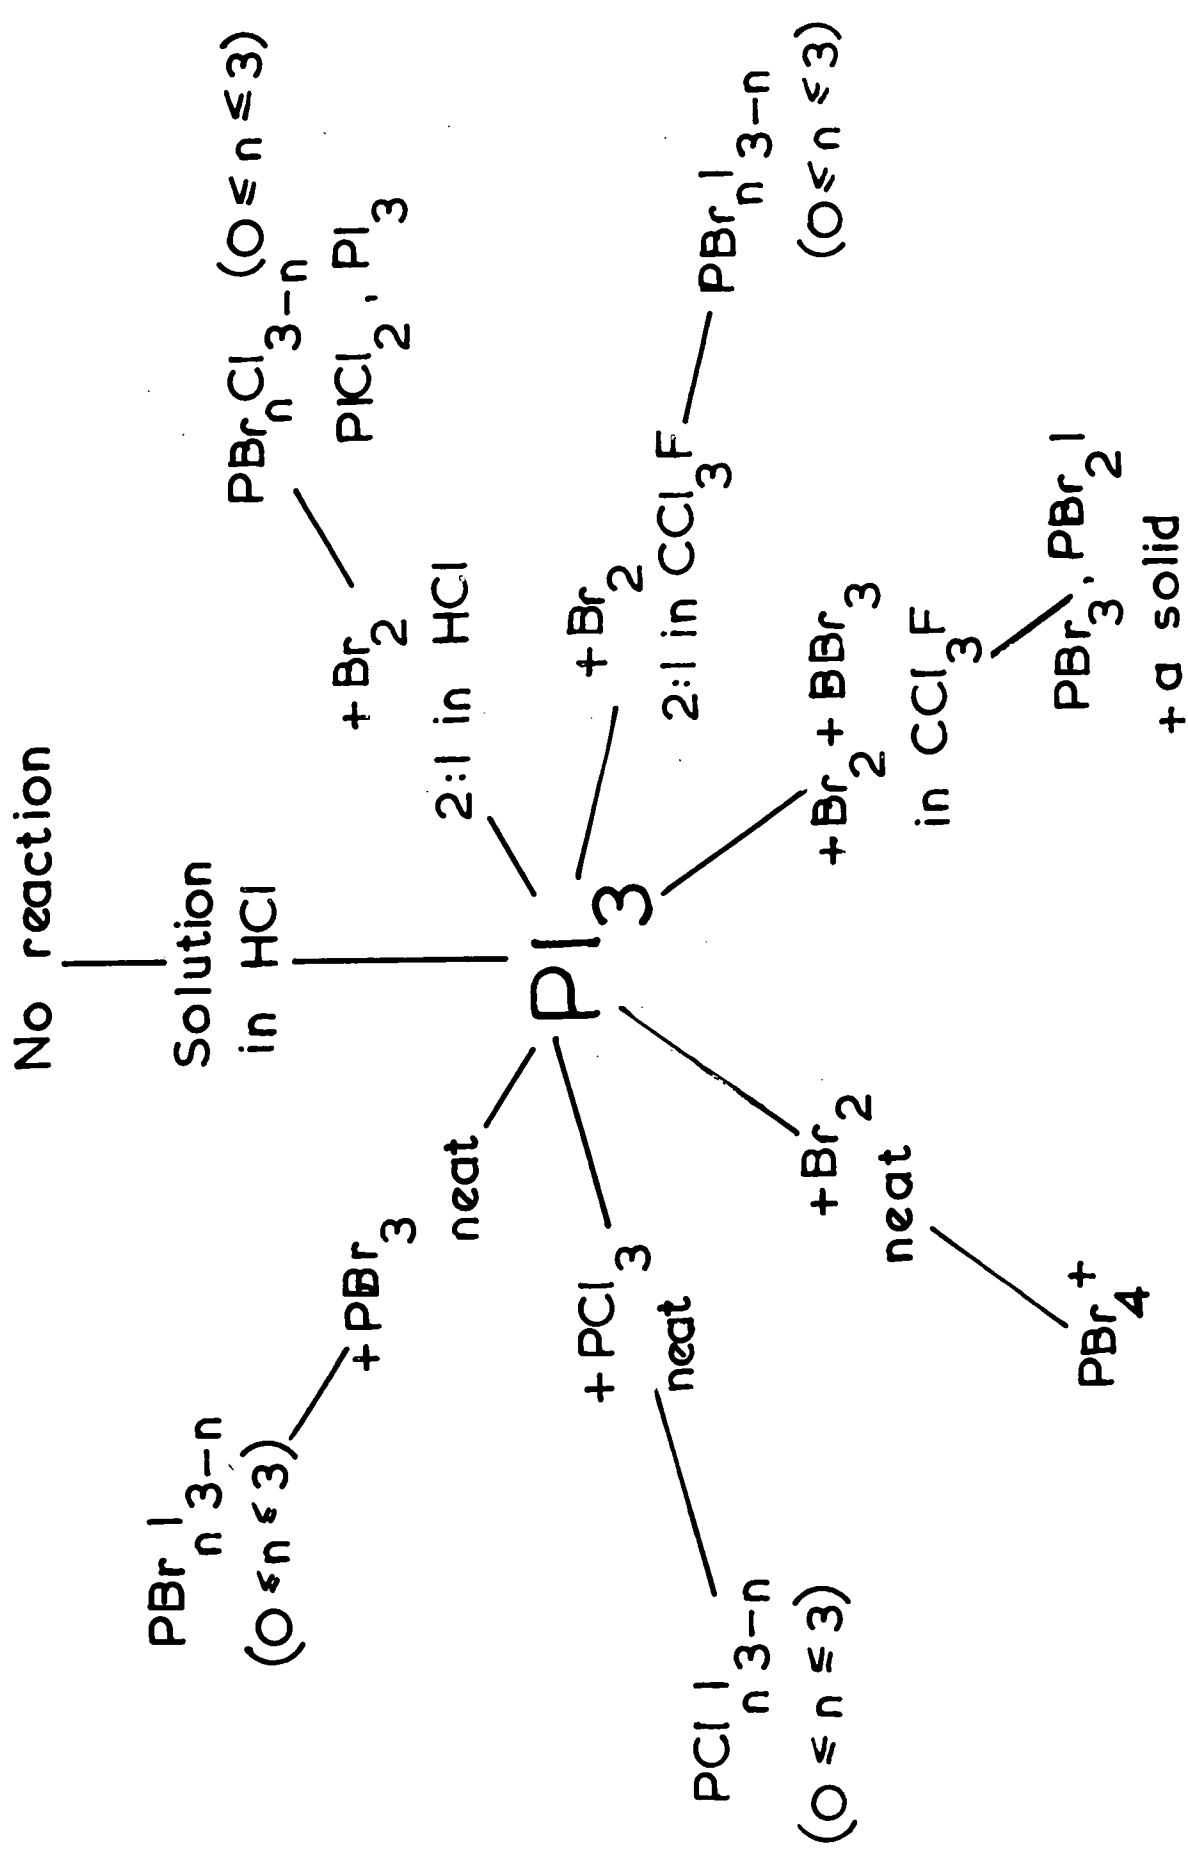 No reaction
Solution
in HCl
PI3
neat
+PBr3
PBrnI3-n
(0≤n≤3)
+PCl3
neat
PClnI3-n
(0≤n≤3)
+Br2
neat
PBr4+
+Br2+BBr3
in CCl3F
PBr3, PBr2I
+ a solid
+Br2
2:1 in CCl3F
PBrnI3-n
(0≤n≤3)
+Br2
2:1 in HCl
PBrnCl3-n (0≤n≤3)
PICl2, PI3